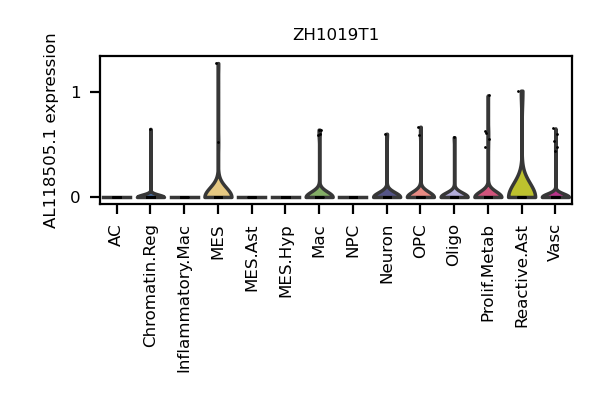 ZH1019T1
AL118505.1 expression
1
0
AC
Chromatin.Reg
Inflammatory.Mac
MES
MES.Ast
MES.Hyp
Mac
NPC
Neuron
OPC
Oligo
Prolif.Metab
Reactive.Ast
Vasc